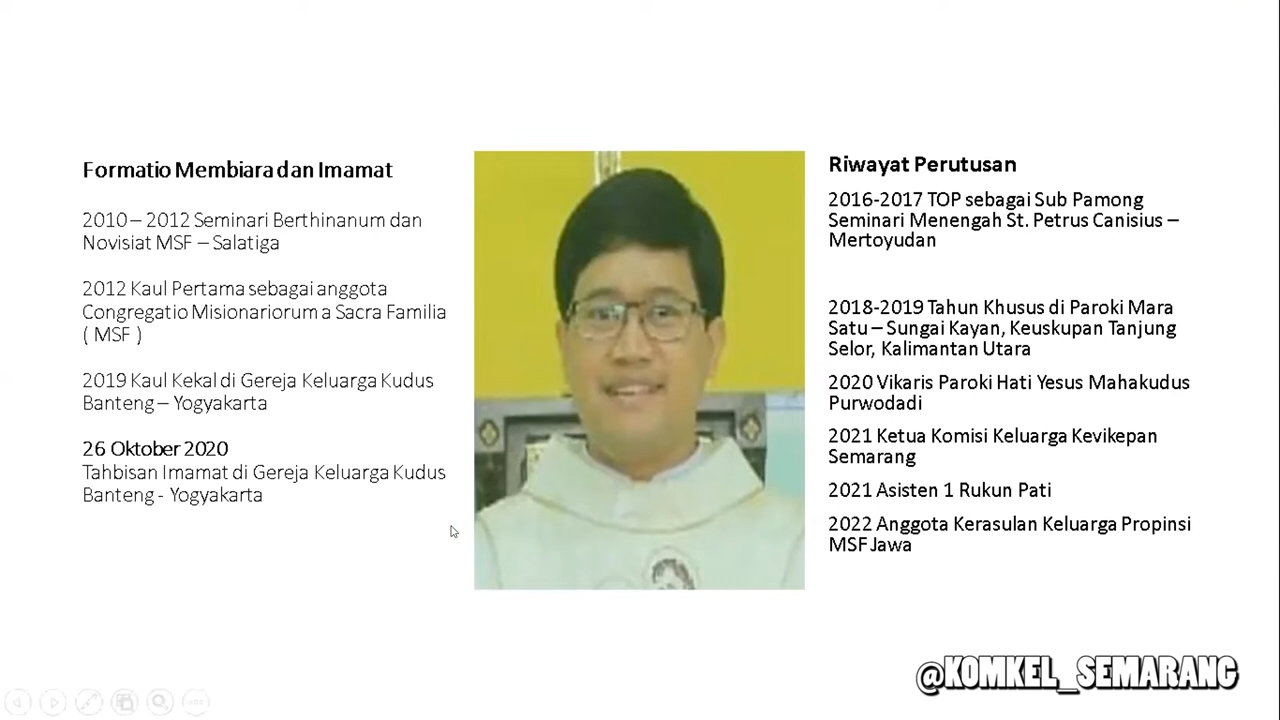 Formatio Membiara dan Imamat
2010 – 2012 Seminari Berthinanum dan
Novisiat MSF – Salatiga
2012 Kaul Pertama sebagai anggota
Congregatio Misionariorum a Sacra Familia
( MSF )
2019 Kaul Kekal di Gereja Keluarga Kudus
Banteng – Yogyakarta
26 Oktober 2020
Tahbisan Imamat di Gereja Keluarga Kudus
Banteng - Yogyakarta
Riwayat Perutusan
2016-2017 TOP sebagai Sub Pamong
Seminari Menengah St. Petrus Canisius –
Mertoyudan
2018-2019 Tahun Khusus di Paroki Mara
Satu – Sungai Kayan, Keuskupan Tanjung
Selor, Kalimantan Utara
2020 Vikaris Paroki Hati Yesus Mahakudus
Purwodadi
2021 Ketua Komisi Keluarga Kevikepan
Semarang
2021 Asisten 1 Rukun Pati
2022 Anggota Kerasulan Keluarga Propinsi
MSF Jawa
@KOMKEL_SEMARANG